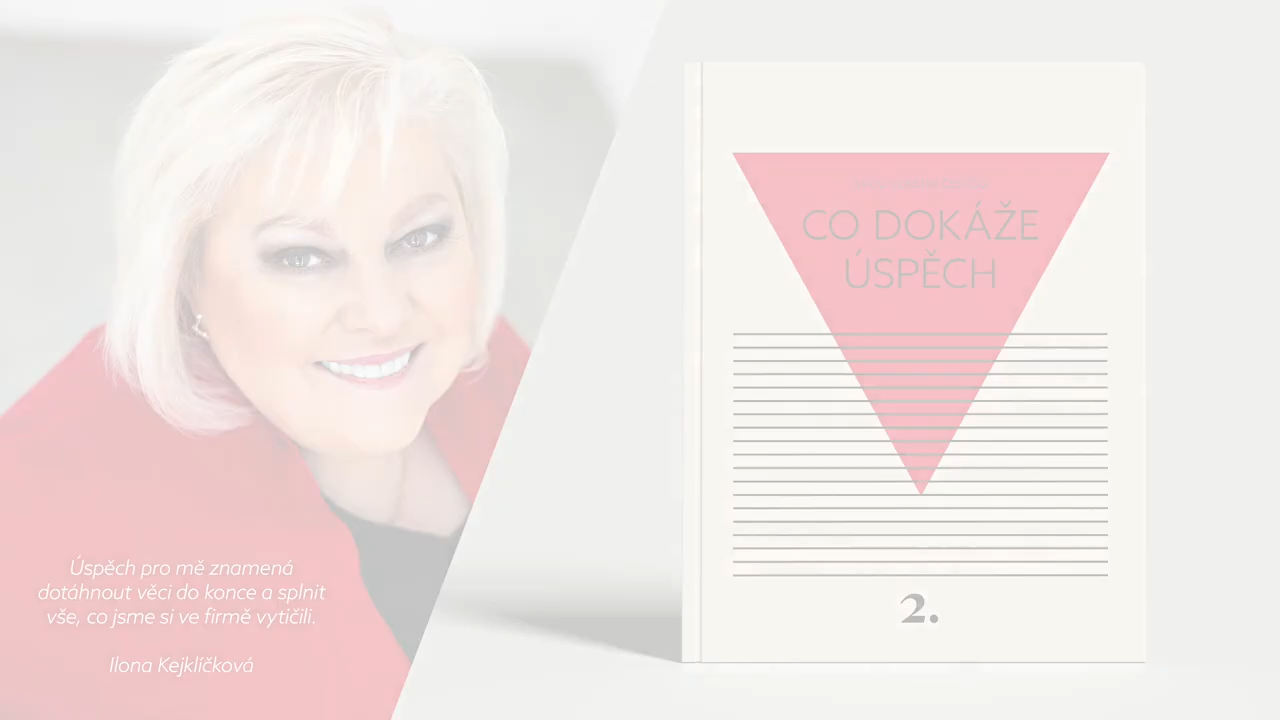 Úspěch pro mě znamená
dotáhnout věci do konce a splnit
vše, co jsme si ve firmě vytičili.
Ilona Kejklíčková
CO DOKÁŽE
ÚSPĚCH
2.